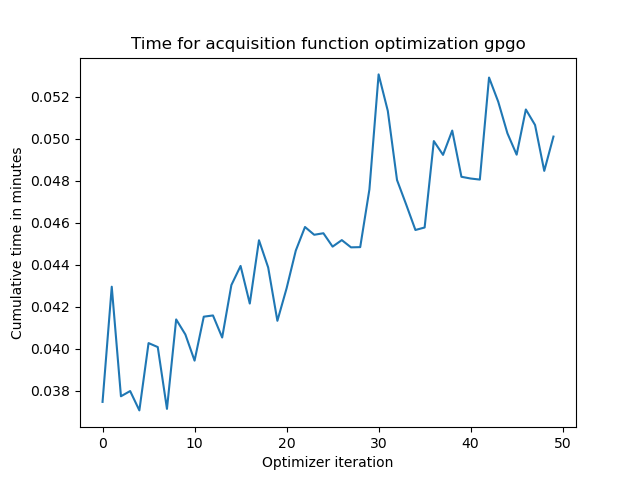 Time for acquisition function optimization gpgo
Cumulative time in minutes
0.052
0.050
0.048
0.046
0.044
0.042
0.040
0.038
0 10 20 30 40 50
Optimizer iteration